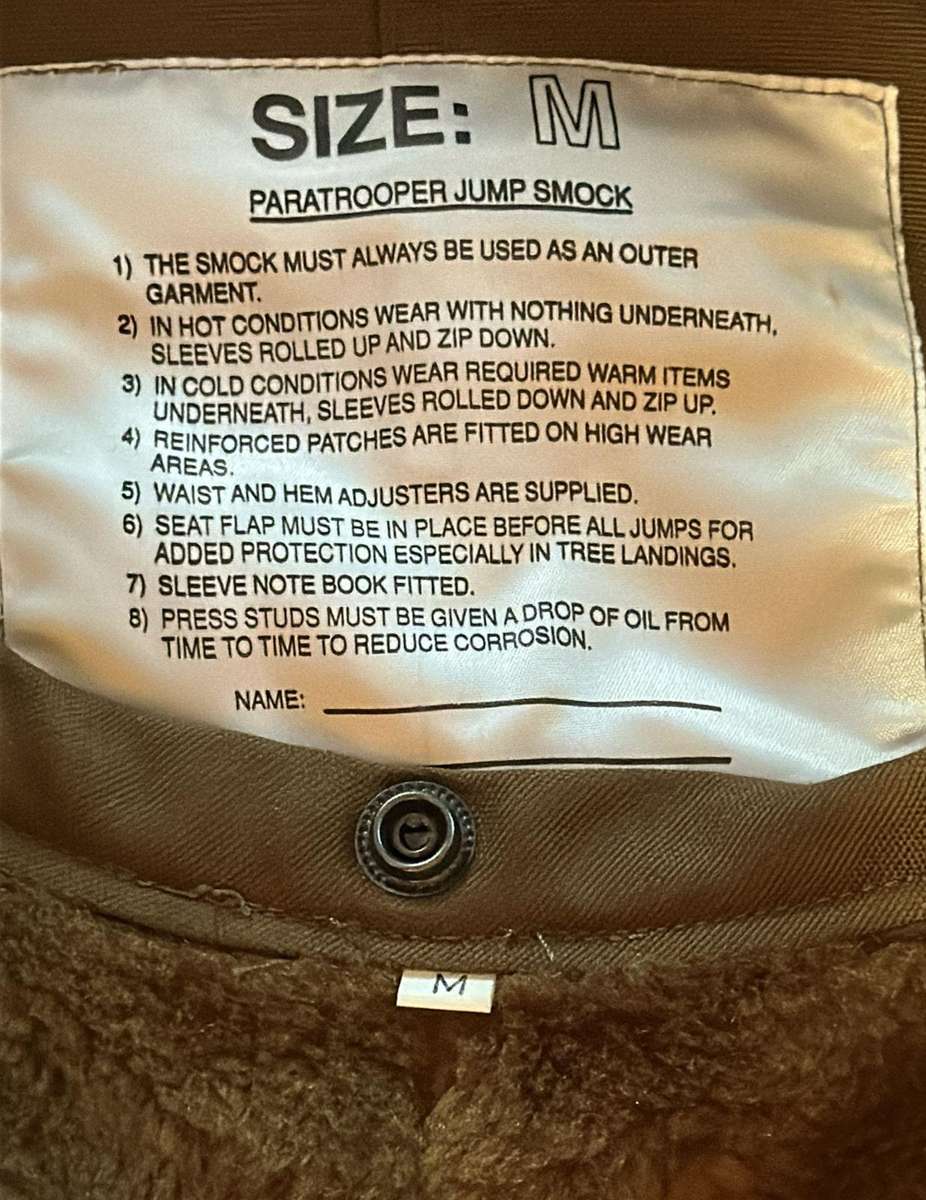 SIZE: M
PARATROOPER JUMP SMOCK
1) THE SMOCK MUST ALWAYS BE USED AS AN OUTER
GARMENT.
2) IN HOT CONDITIONS WEAR WITH NOTHING UNDERNEATH,
SLEEVES ROLLED UP AND ZIP DOWN.
3) IN COLD CONDITIONS WEAR REQUIRED WARM ITEMS
UNDERNEATH, SLEEVES ROLLED DOWN AND ZIP UP.
4) REINFORCED PATCHES ARE FITTED ON HIGH WEAR
AREAS.
5) WAIST AND HEM ADJUSTERS ARE SUPPLIED.
6) SEAT FLAP MUST BE IN PLACE BEFORE ALL JUMPS FOR
ADDED PROTECTION ESPECIALLY IN TREE LANDINGS.
7) SLEEVE NOTE BOOK FITTED.
8) PRESS STUDS MUST BE GIVEN A DROP OF OIL FROM
TIME TO TIME TO REDUCE CORROSION.
NAME:
M